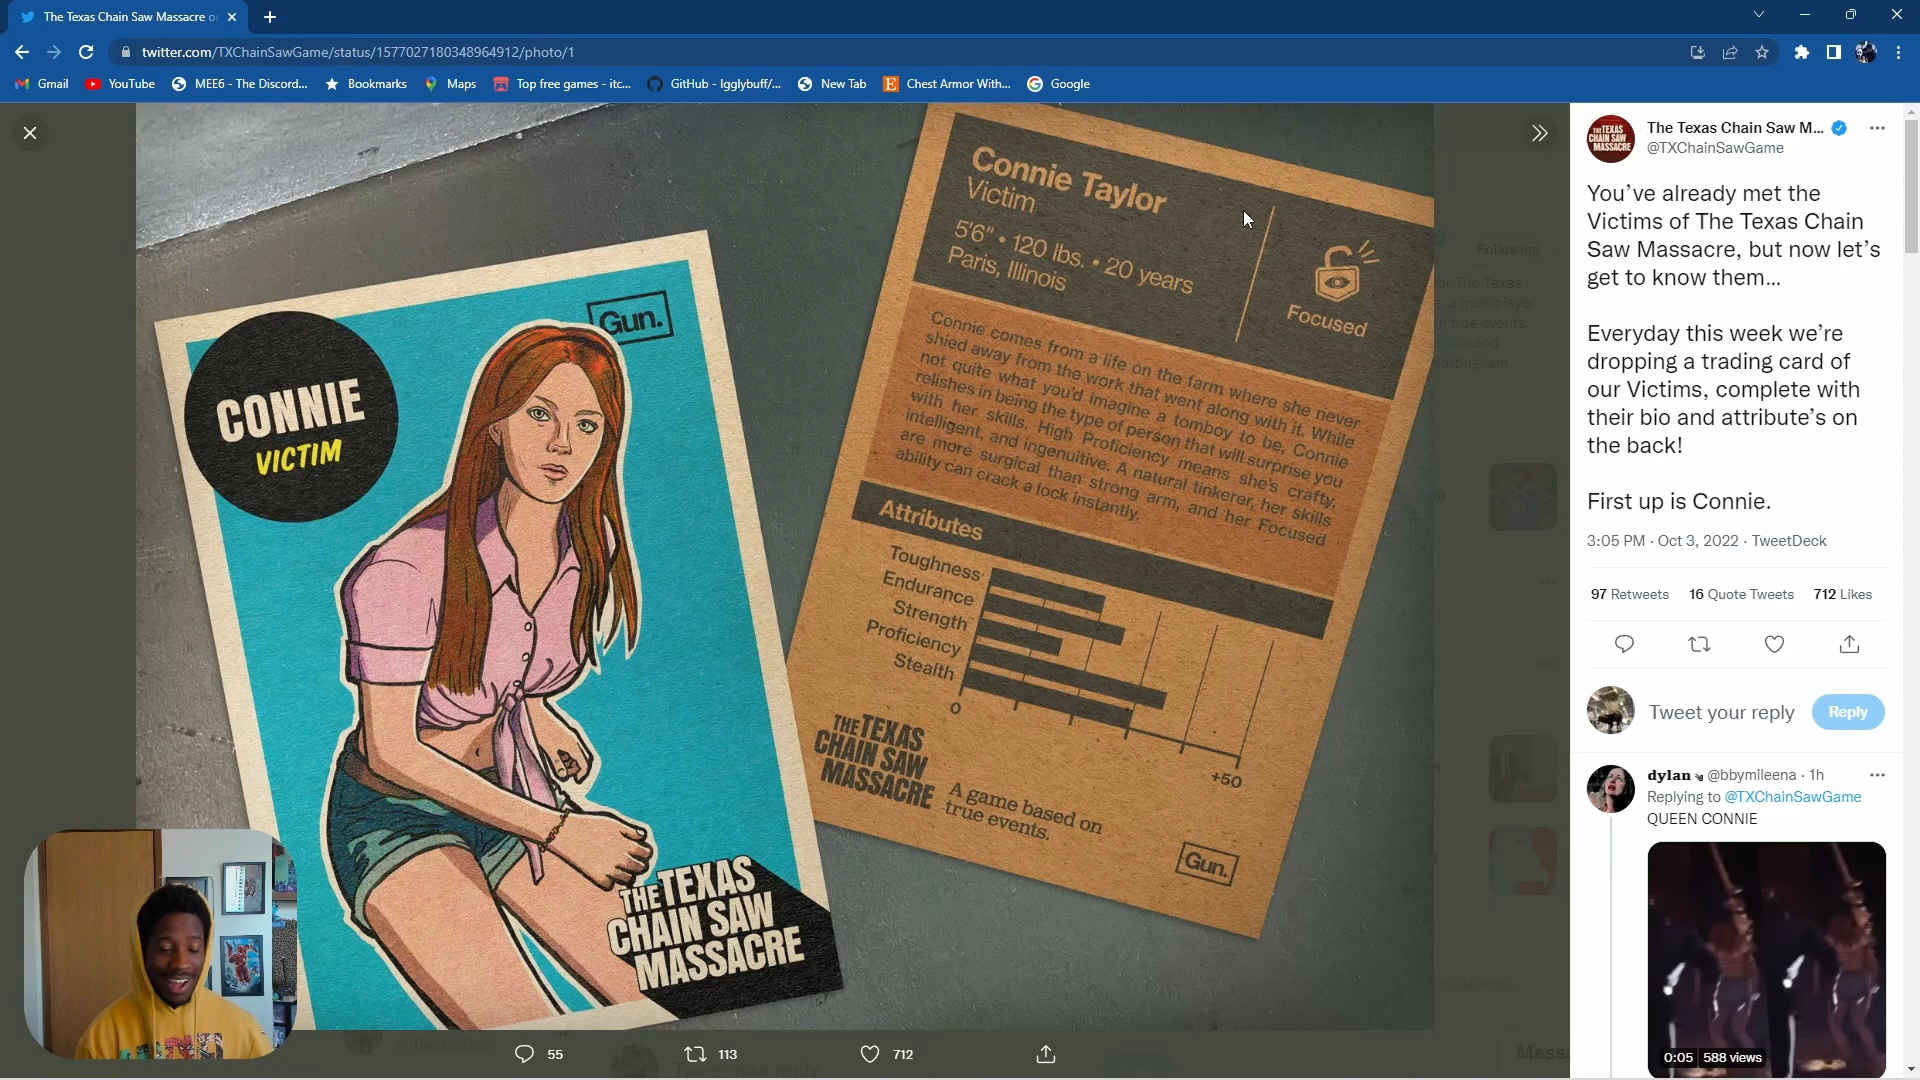 The Texas Chain Saw Massacre o
twitter.com/TXChainSawGame/status/1577027180348964912/photo/1
Gmail
YouTube
MEE6 - The Discord...
Bookmarks
Maps
Top free games - itc...
GitHub - Igglybuff/...
New Tab
Chest Armor With...
Google
CONNIE
VICTIM
Gun.
THE TEXAS
CHAIN SAW
MASSACRE
Connie Taylor
Victim
5'6" • 120 lbs. • 20 years
Paris, Illinois
Focused
Connie comes from a life on the farm where she never
shied away from the work that went along with it. While
not quite what you'd imagine a tomboy to be, Connie
relishes in being the type of person that will surprise you
with her skills. High Proficiency means she's crafty,
intelligent, and ingenuitive. A natural tinkerer, her skills
are more surgical than strong arm, and her Focused
ability can crack a lock instantly.
Attributes
Toughness
Endurance
Strength
Proficiency
Stealth
0
+50
THE TEXAS
CHAIN SAW
MASSACRE
A game based on
true events.
Gun.
55
113
712
The Texas Chain Saw M...
@TXChainSawGame
You've already met the
Victims of The Texas Chain
Saw Massacre, but now let's
get to know them...
Everyday this week we're
dropping a trading card of
our Victims, complete with
their bio and attribute's on
the back!
First up is Connie.
3:05 PM · Oct 3, 2022 · TweetDeck
97 Retweets 16 Quote Tweets 712 Likes
Tweet your reply
Reply
dylan @bbymileena · 1h
Replying to @TXChainSawGame
QUEEN CONNIE
0:05 588 views
Following
Tweet your reply